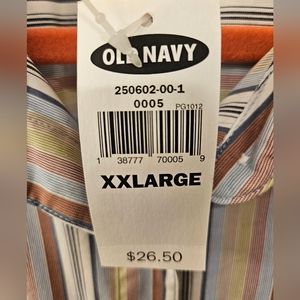 OLD NAVY
250602-00-1
0005
PG1012
1 38777 70005 9
XXLARGE
$26.50